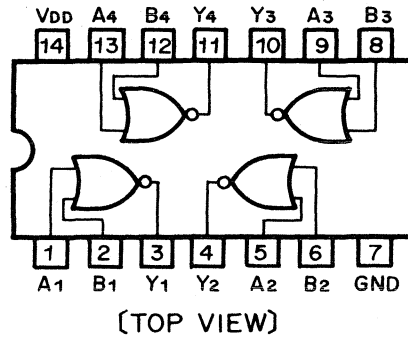 VDD A4 B4 Y4 Y3 A3 B3
14 13 12 11 10 9 8
1 2 3 4 5 6 7
A1 B1 Y1 Y2 A2 B2 GND
(TOP VIEW)